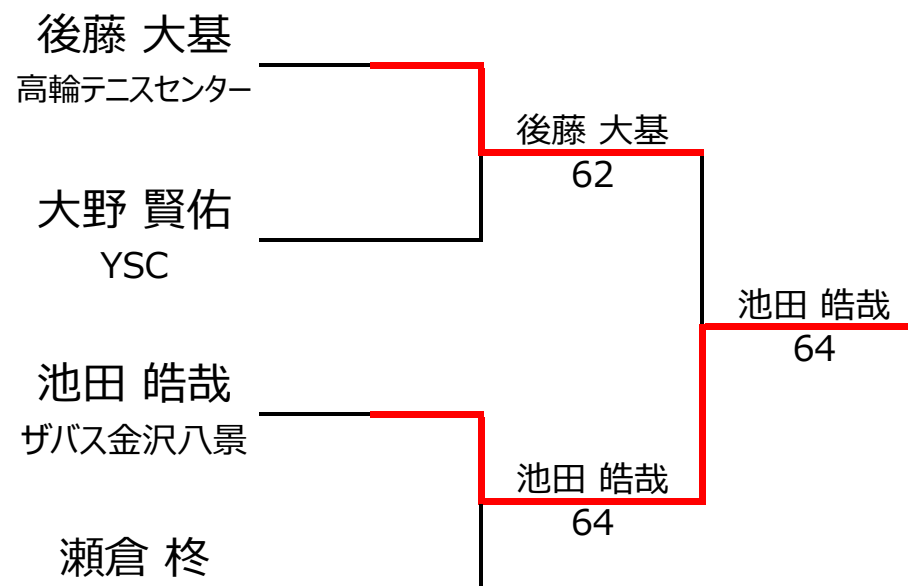 後藤 大基
高輪テニスセンター
後藤 大基
62
大野 賢佑
YSC
池田 皓哉
64
池田 皓哉
ザバス金沢八景
池田 皓哉
64
瀬倉 柊